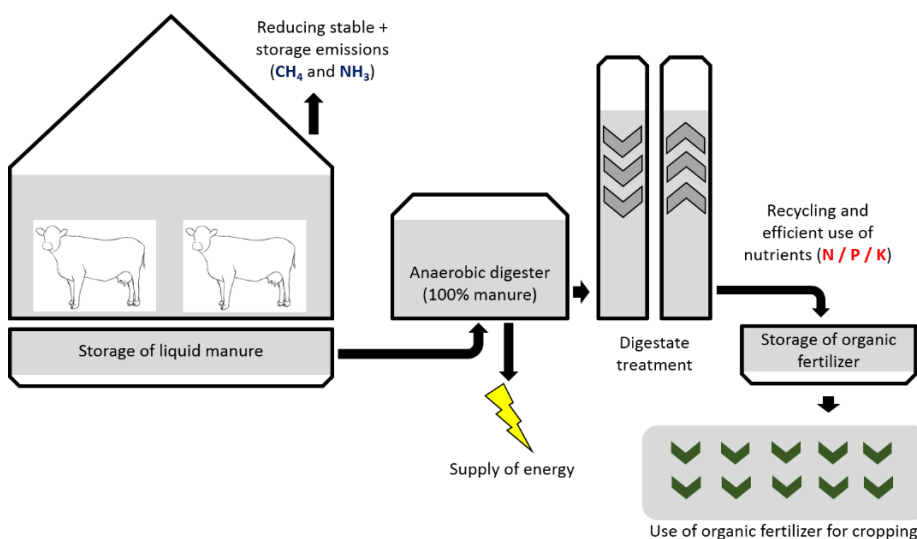 Reducing stable +
storage emissions
(CH₄ and NH₃)
Storage of liquid manure
Anaerobic digester
(100% manure)
Supply of energy
Digestate
treatment
Recycling and
efficient use of
nutrients (N / P / K)
Storage of organic
fertilizer
Use of organic fertilizer for cropping